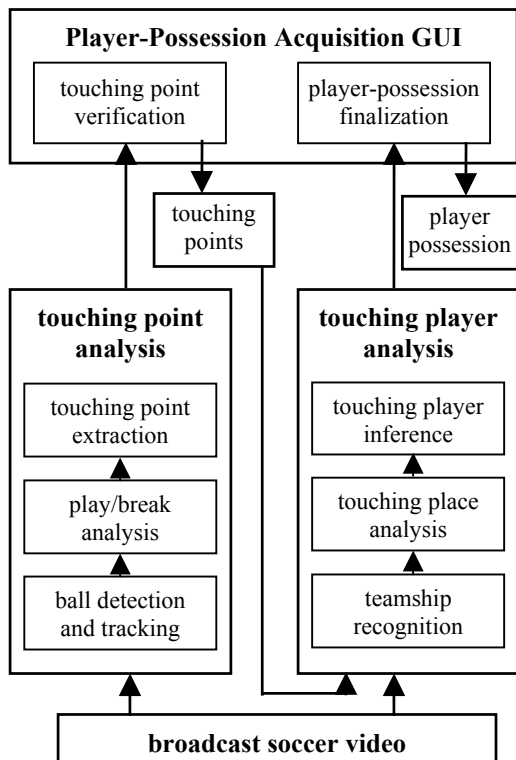 Player-Possession Acquisition GUI
touching point
verification
player-possession
finalization
touching
points
player
possession
touching point
analysis
touching point
extraction
play/break
analysis
ball detection
and tracking
touching player
analysis
touching player
inference
touching place
analysis
teamship
recognition
broadcast soccer video